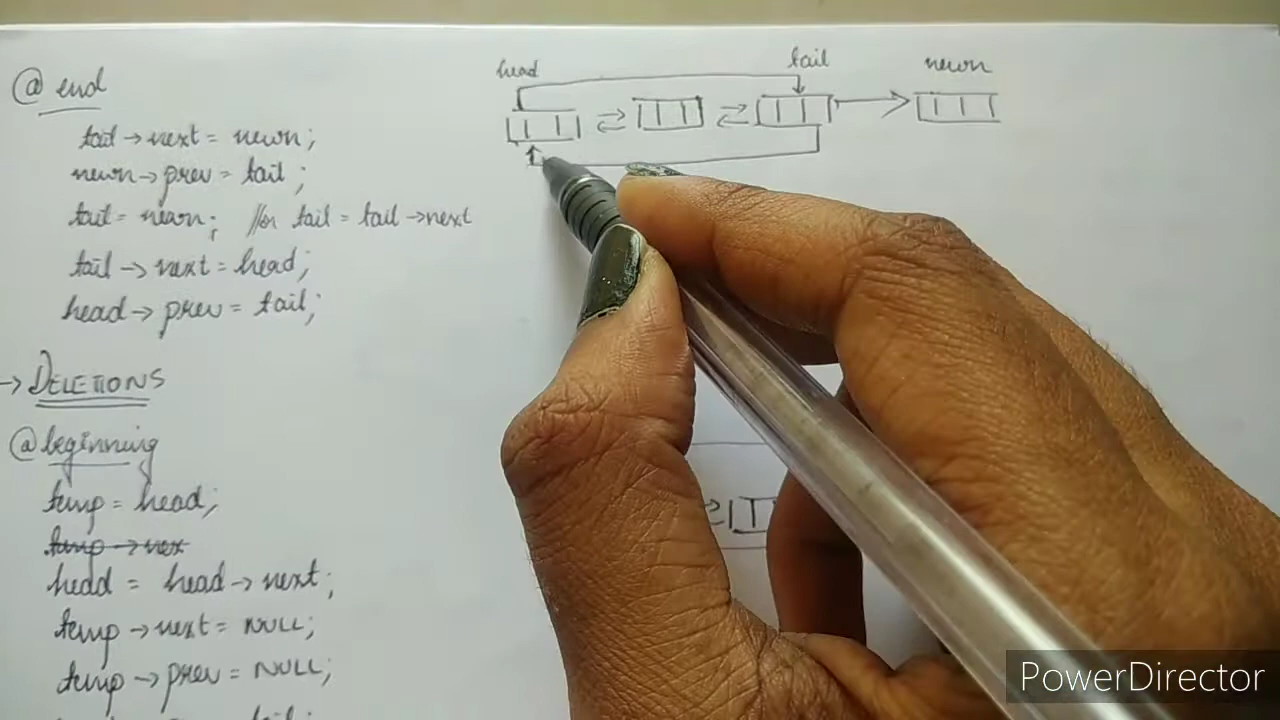 @ end
tail → next = newn;
newn → prev = tail;
tail = newn; //or tail = tail → next
tail → next = head;
head → prev = tail;
→ DELETIONS
@ beginning
temp = head;
temp → nex
head = head → next;
temp → next = NULL;
temp → prev = NULL;
tail;
head
tail
newn
PowerDirector